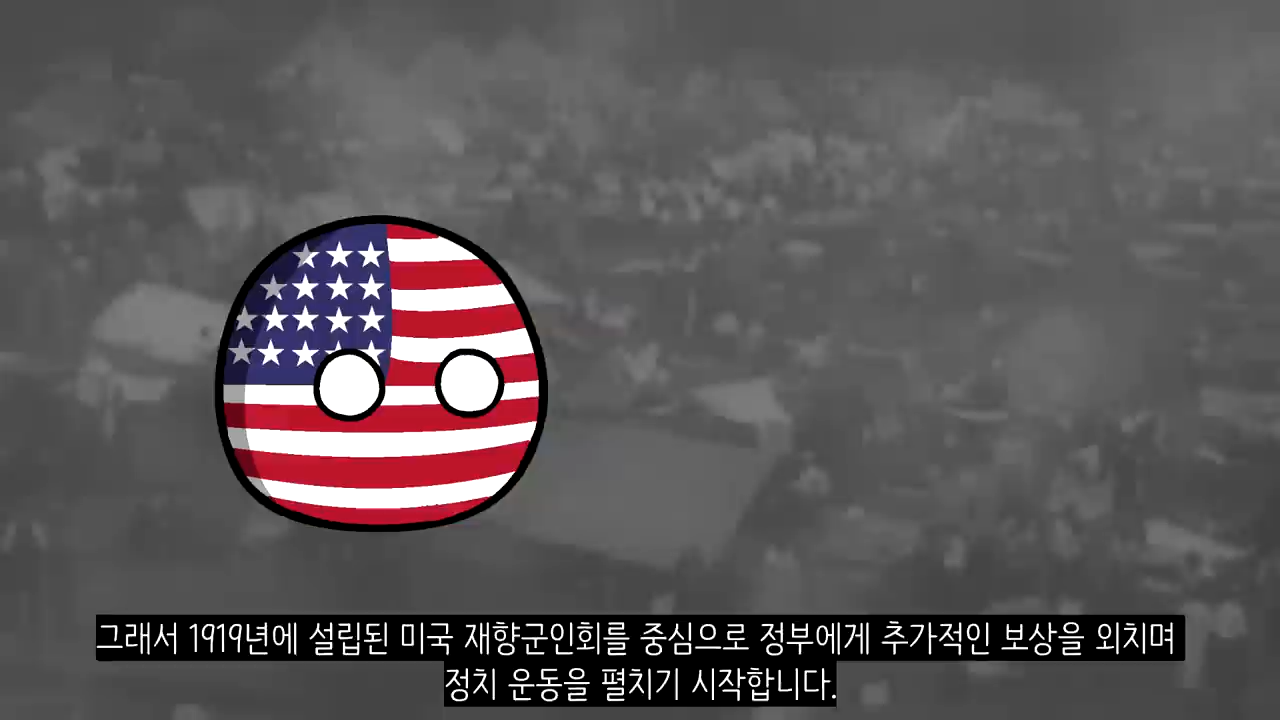 그래서 1919년에 설립된 미국 재향군인회를 중심으로 정부에게 추가적인 보상을 외치며
정치 운동을 펼치기 시작합니다.